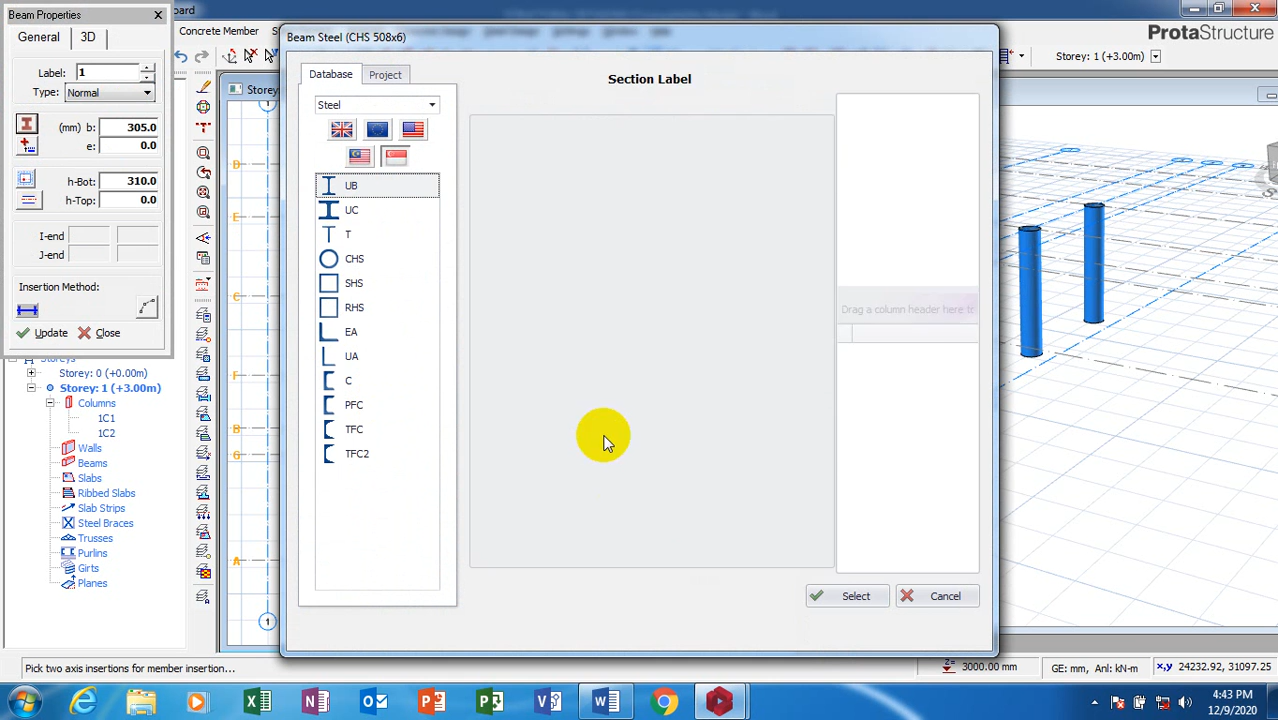 Beam Properties
General 3D
Label: 1
Type: Normal
(mm) b: 305.0
e: 0.0
h-Bot: 310.0
h-Top: 0.0
I-end
J-end
Insertion Method:
Update Close
Storeys
Storey: 0 (+0.00m)
Storey: 1 (+3.00m)
Columns
1C1
1C2
Walls
Beams
Slabs
Ribbed Slabs
Slab Strips
Steel Braces
Trusses
Purlins
Girts
Planes
Concrete Member
Storey
1
D
E
C
F
B
G
A
1
Beam Steel (CHS 508x6)
Database Project
Steel
UB
UC
T
CHS
SHS
RHS
EA
UA
C
PFC
TFC
TFC2
Section Label
Drag a column header here to
Select Cancel
ProtaStructure
Storey: 1 (+3.00m)
Pick two axis insertions for member insertion...
Z= 3000.00 mm
GE: mm, Anl: kN-m
x,y 24232.92, 31097.25
4:43 PM
12/9/2020